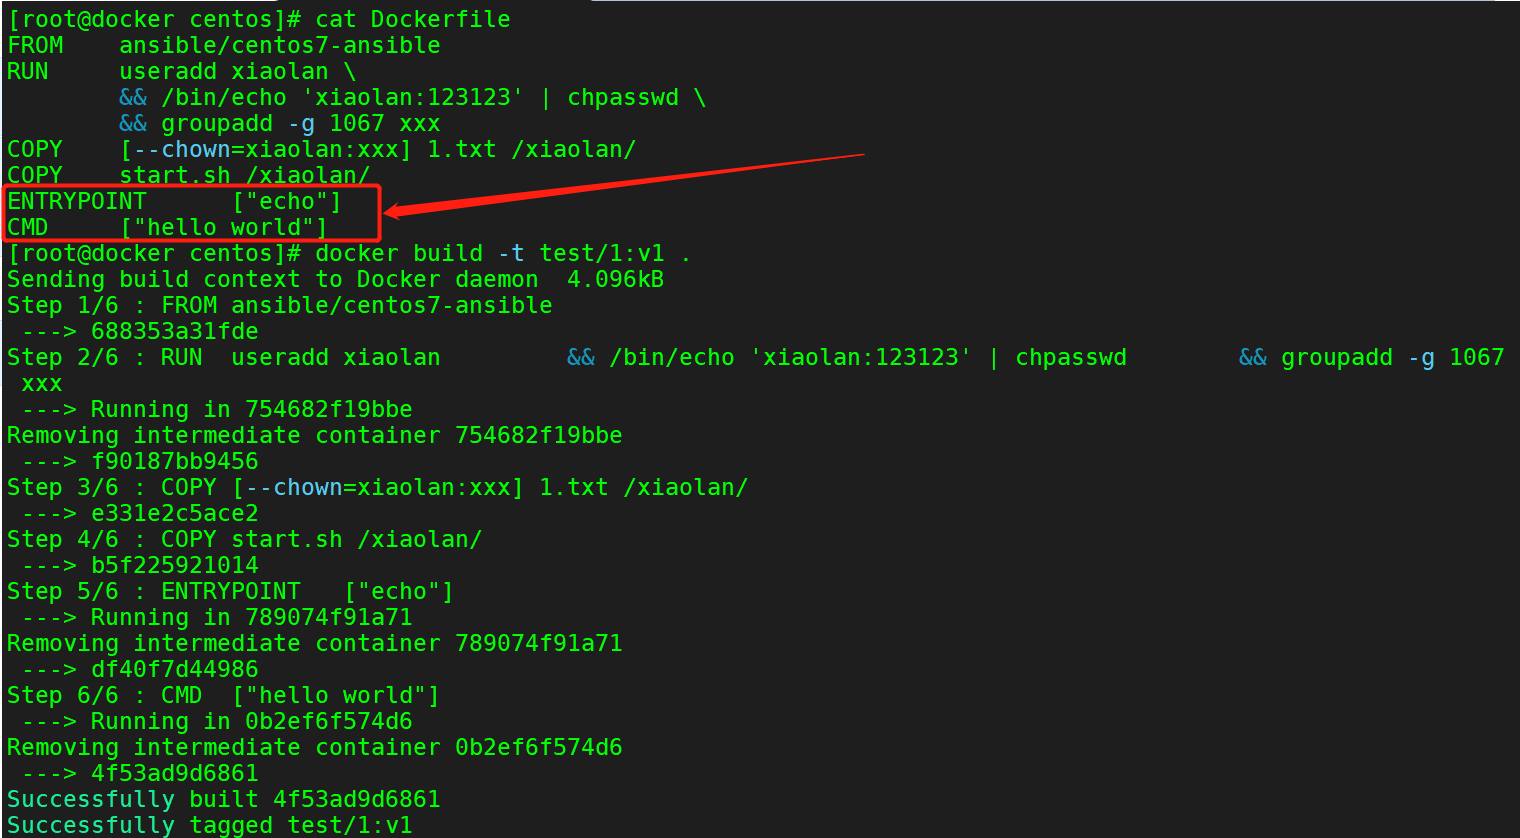 [root@docker centos]# cat Dockerfile
FROM    ansible/centos7-ansible
RUN     useradd xiaolan \
        && /bin/echo 'xiaolan:123123' | chpasswd \
        && groupadd -g 1067 xxx
COPY    [--chown=xiaolan:xxx] 1.txt /xiaolan/
COPY    start.sh /xiaolan/
ENTRYPOINT      ["echo"]
CMD     ["hello world"]
[root@docker centos]# docker build -t test/1:v1 .
Sending build context to Docker daemon  4.096kB
Step 1/6 : FROM ansible/centos7-ansible
 ---> 688353a31fde
Step 2/6 : RUN  useradd xiaolan         && /bin/echo 'xiaolan:123123' | chpasswd        && groupadd -g 1067
 xxx
 ---> Running in 754682f19bbe
Removing intermediate container 754682f19bbe
 ---> f90187bb9456
Step 3/6 : COPY [--chown=xiaolan:xxx] 1.txt /xiaolan/
 ---> e331e2c5ace2
Step 4/6 : COPY start.sh /xiaolan/
 ---> b5f225921014
Step 5/6 : ENTRYPOINT   ["echo"]
 ---> Running in 789074f91a71
Removing intermediate container 789074f91a71
 ---> df40f7d44986
Step 6/6 : CMD  ["hello world"]
 ---> Running in 0b2ef6f574d6
Removing intermediate container 0b2ef6f574d6
 ---> 4f53ad9d6861
Successfully built 4f53ad9d6861
Successfully tagged test/1:v1